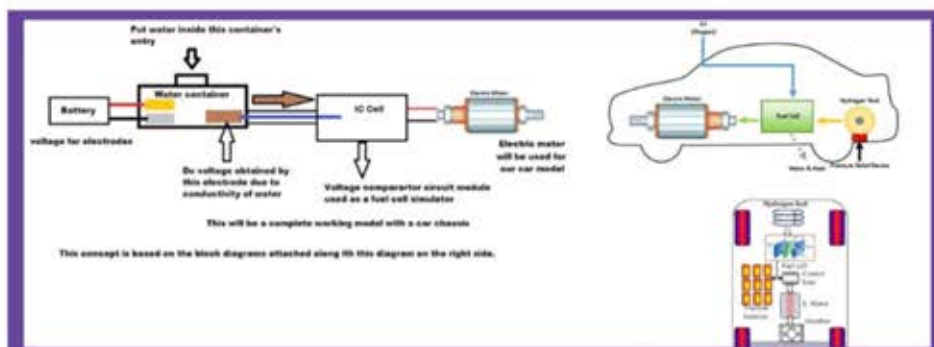 Put water inside this container's
entry
Water container
Battery
IC Cell
Electric Motor
voltage for electrodes
Dc voltage obtained by
this electrode due to
conductivity of water
Voltage comparartor circuit module
used as a fuel cell simulator
Electric motor
will be used for
our car model
This will be a complete working model with a car chassis
This concept is based on the block diagrams attached along ith this diagram on the right side.
(Oxygen)
Electric Motor
Fuel Cell
Hydrogen Tank
Water & Heat
Pressure Relief Device
Hydrogen fuel
Fuel cell